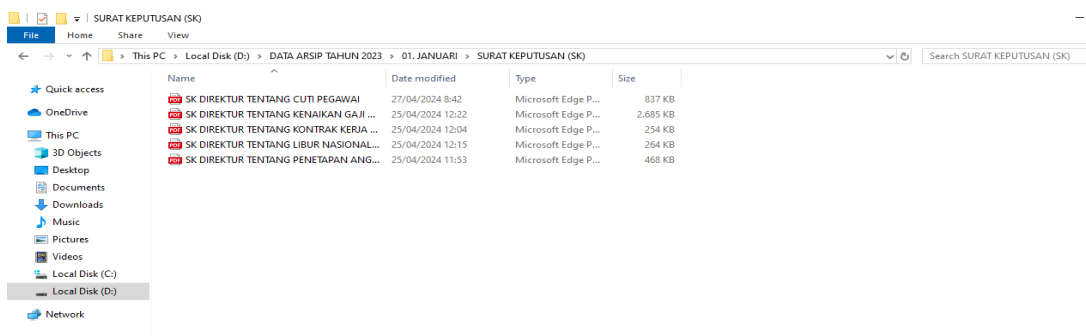 SURAT KEPUTUSAN (SK)
File Home Share View
This PC > Local Disk (D:) > DATA ARSIP TAHUN 2023 > 01. JANUARI > SURAT KEPUTUSAN (SK) Search SURAT KEPUTUSAN (SK)
Name Date modified Type Size
SK DIREKTUR TENTANG CUTI PEGAWAI 27/04/2024 8:42 Microsoft Edge P... 837 KB
SK DIREKTUR TENTANG KENAIKAN GAJI ... 25/04/2024 12:22 Microsoft Edge P... 2.685 KB
SK DIREKTUR TENTANG KONTRAK KERJA ... 25/04/2024 12:04 Microsoft Edge P... 254 KB
SK DIREKTUR TENTANG LIBUR NASIONAL... 25/04/2024 12:15 Microsoft Edge P... 264 KB
SK DIREKTUR TENTANG PENETAPAN ANG... 25/04/2024 11:53 Microsoft Edge P... 468 KB
Quick access
OneDrive
This PC
3D Objects
Desktop
Documents
Downloads
Music
Pictures
Videos
Local Disk (C:)
Local Disk (D:)
Network